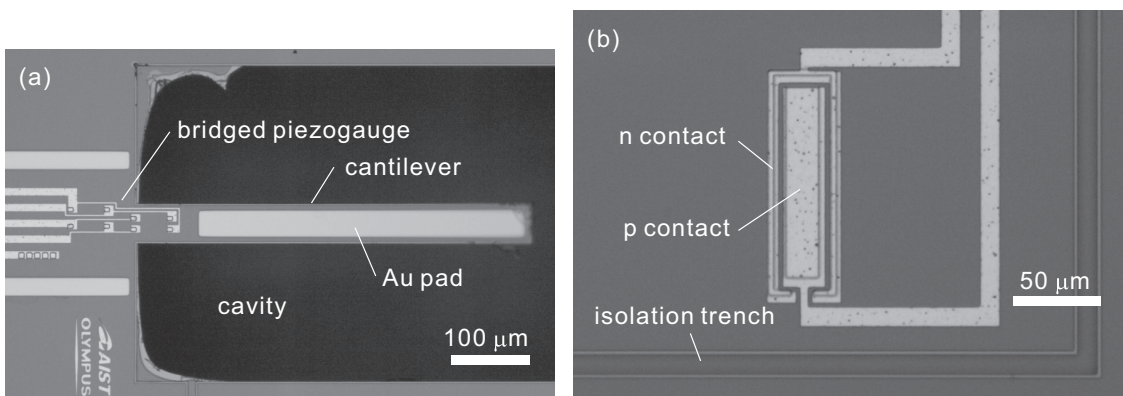 (a)
bridged piezogauge
cantilever
Au pad
cavity
100 μm
AIST
OLYMPUS
(b)
n contact
p contact
50 μm
isolation trench